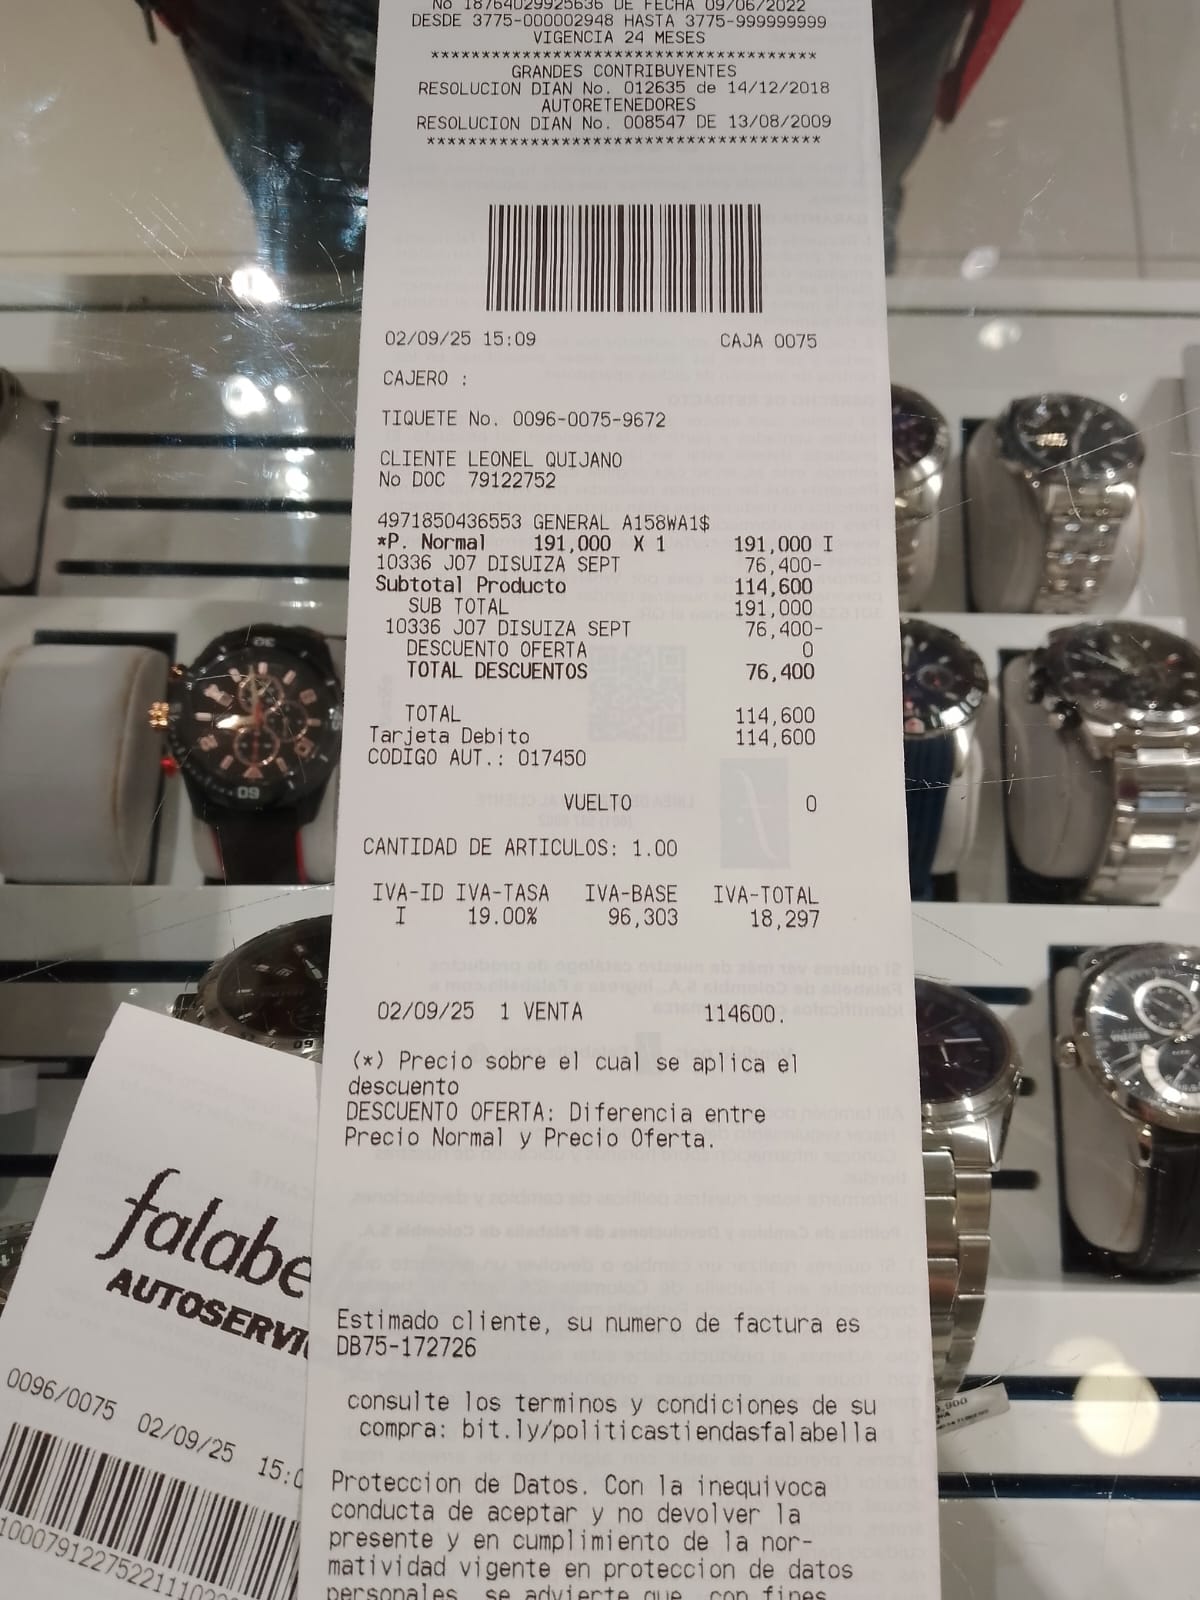 No 18764029925636 DE FECHA 09/06/2022
DESDE 3775-000002948 HASTA 3775-999999999
VIGENCIA 24 MESES
**************************************
GRANDES CONTRIBUYENTES
RESOLUCION DIAN No. 012635 de 14/12/2018
AUTORETENEDORES
RESOLUCION DIAN No. 008547 DE 13/08/2009
**************************************
02/09/25 15:09 CAJA 0075
CAJERO :
TIQUETE No. 0096-0075-9672
CLIENTE LEONEL QUIJANO
No DOC 79122752
4971850436553 GENERAL A158WA1$
*P. Normal 191,000 X 1 191,000 I
10336 J07 DISUIZA SEPT 76,400-
Subtotal Producto 114,600
SUB TOTAL 191,000
10336 J07 DISUIZA SEPT 76,400-
DESCUENTO OFERTA 0
TOTAL DESCUENTOS 76,400
TOTAL 114,600
Tarjeta Debito 114,600
CODIGO AUT.: 017450
VUELTO 0
CANTIDAD DE ARTICULOS: 1.00
IVA-ID IVA-TASA IVA-BASE IVA-TOTAL
I 19.00% 96,303 18,297
02/09/25 1 VENTA 114600.
(*) Precio sobre el cual se aplica el
descuento
DESCUENTO OFERTA: Diferencia entre
Precio Normal y Precio Oferta.
Estimado cliente, su numero de factura es
DB75-172726
consulte los terminos y condiciones de su
compra: bit.ly/politicastiendasfalabella
Proteccion de Datos. Con la inequivoca
conducta de aceptar y no devolver la
presente y en cumplimiento de la nor-
matividad vigente en proteccion de datos
personales, se advierte que, con fines
falabe
AUTOSERVI
0096/0075 02/09/25 15:0